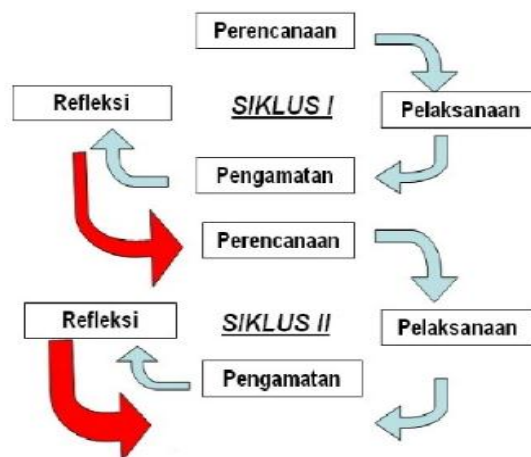 Perencanaan
Refleksi
SIKLUS I
Pelaksanaan
Pengamatan
Perencanaan
Refleksi
SIKLUS II
Pelaksanaan
Pengamatan